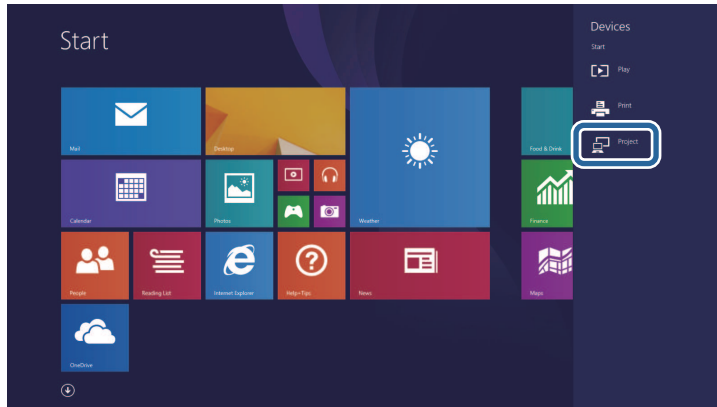 Start
Mail
Desktop
Calendar
Photos
Weather
People
Reading List
Internet Explorer
Help+Tips
News
OneDrive
Food & Drink
Finance
Maps
Devices
Start
Play
Print
Project